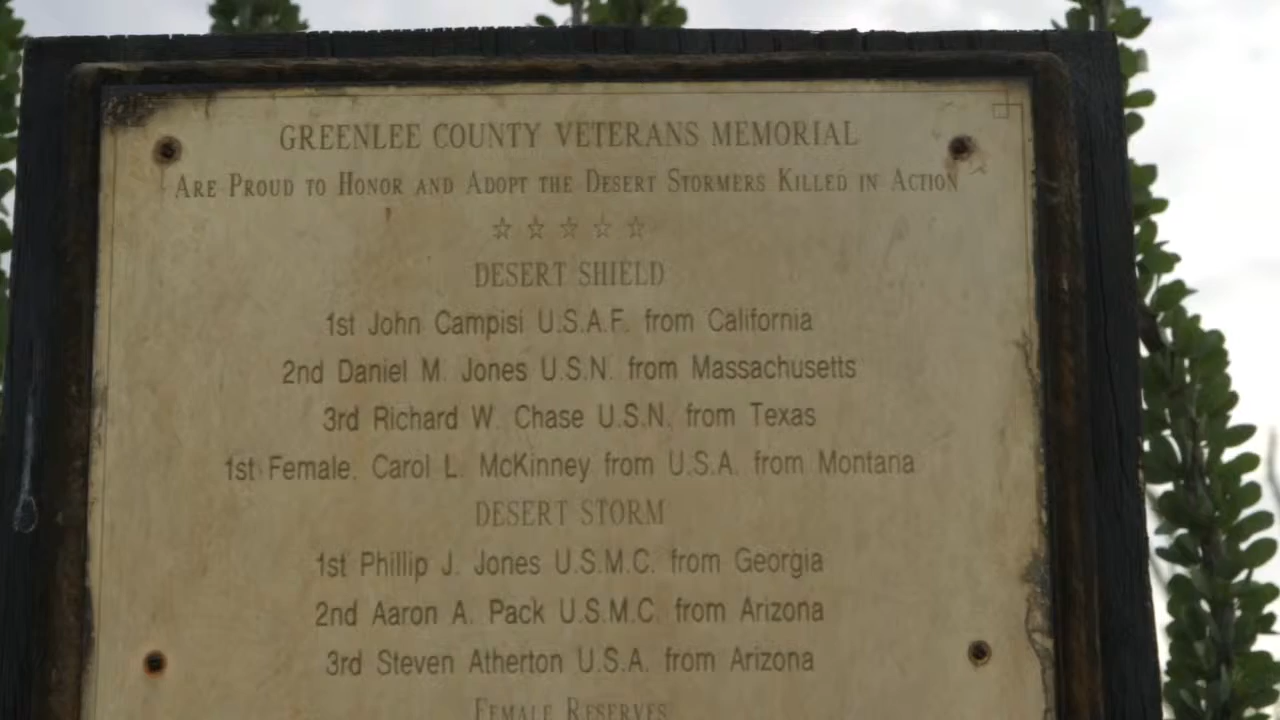 GREENLEE COUNTY VETERANS MEMORIAL
ARE PROUD TO HONOR AND ADOPT THE DESERT STORMERS KILLED IN ACTION
DESERT SHIELD
1st John Campisi U.S.A.F. from California
2nd Daniel M. Jones U.S.N. from Massachusetts
3rd Richard W. Chase U.S.N. from Texas
1st Female. Carol L. McKinney from U.S.A. from Montana
DESERT STORM
1st Phillip J. Jones U.S.M.C. from Georgia
2nd Aaron A. Pack U.S.M.C. from Arizona
3rd Steven Atherton U.S.A. from Arizona
FEMALE RESERVES